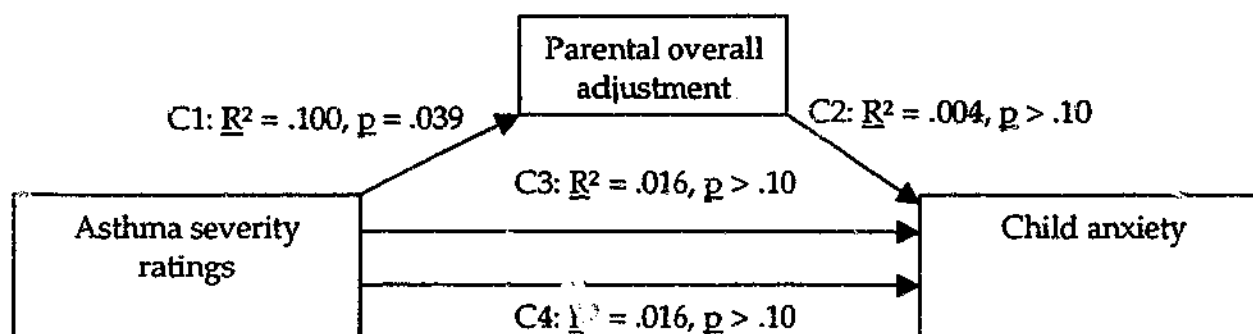 Parental overall
adjustment
C1: R² = .100, p = .039
C2: R² = .004, p > .10
C3: R² = .016, p > .10
Asthma severity
ratings
Child anxiety
C4: = .016, p > .10